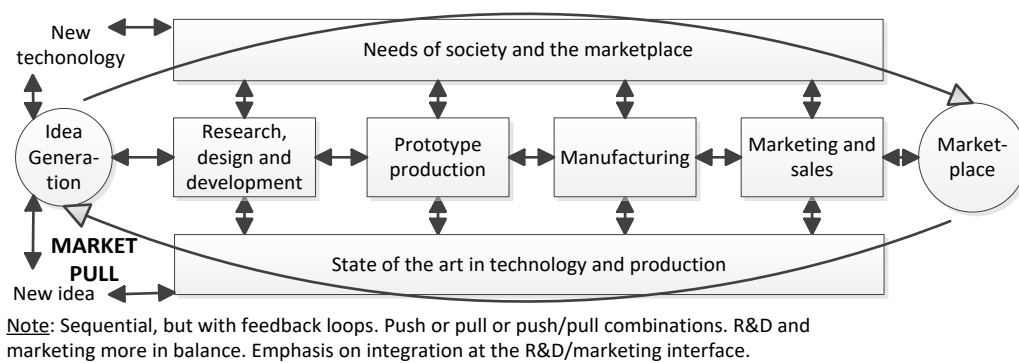 New
techonology
Needs of society and the marketplace
Idea
Genera-
tion
Research,
design and
development
Prototype
production
Manufacturing
Marketing and
sales
Market-
place
MARKET
PULL
State of the art in technology and production
New idea
Note: Sequential, but with feedback loops. Push or pull or push/pull combinations. R&D and
marketing more in balance. Emphasis on integration at the R&D/marketing interface.